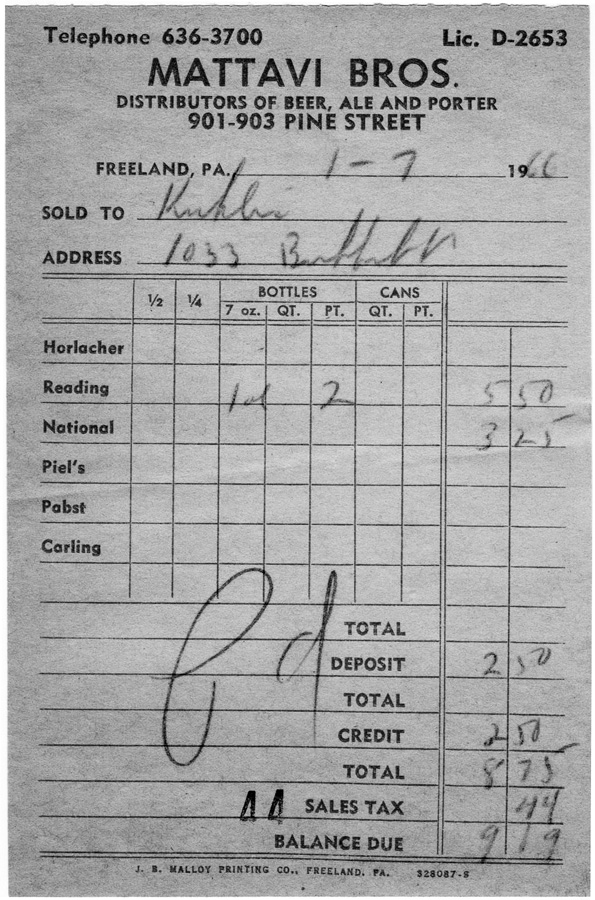 Telephone 636-3700 Lic. D-2653
MATTAVI BROS.
DISTRIBUTORS OF BEER, ALE AND PORTER
901-903 PINE STREET
FREELAND, PA. 1-7 1966
SOLD TO
ADDRESS 1033
½ ¼ BOTTLES CANS
7 oz. QT. PT. QT. PT.
Horlacher
Reading 2 5 50
National 3 25
Piel's
Pabst
Carling
TOTAL
DEPOSIT 2 50
TOTAL
CREDIT 2 50
TOTAL 8 75
44 SALES TAX 44
BALANCE DUE 9 19
Pd
J. B. MALLOY PRINTING CO., FREELAND, PA. 328087-S